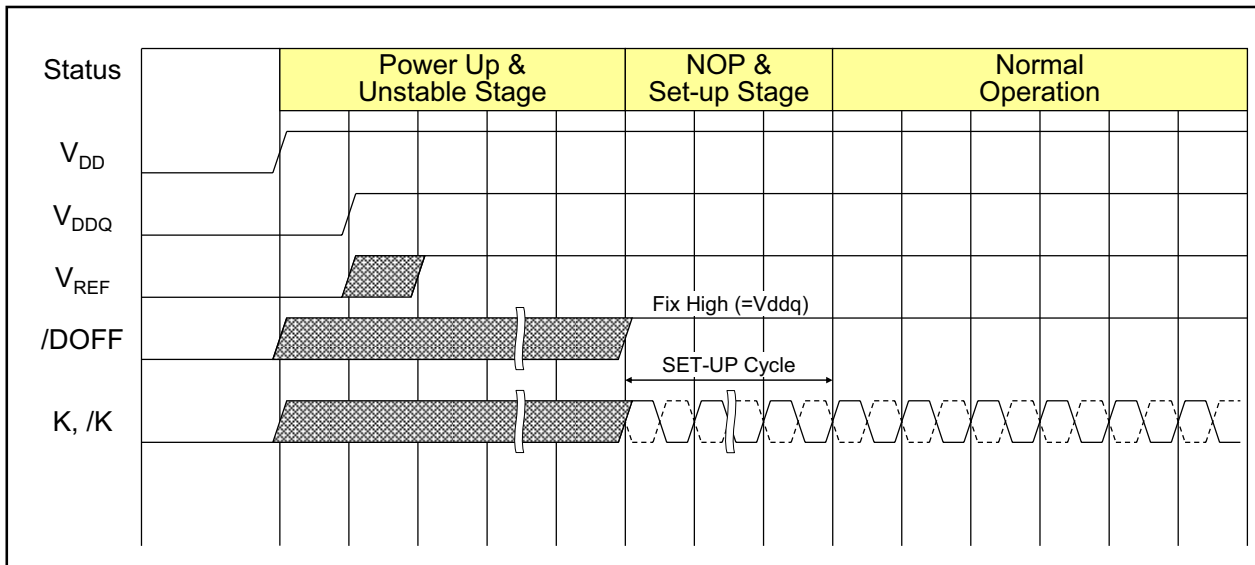 Status
Power Up &
Unstable Stage
NOP &
Set-up Stage
Normal
Operation
VDD
VDDQ
VREF
Fix High (=Vddq)
/DOFF
SET-UP Cycle
K, /K